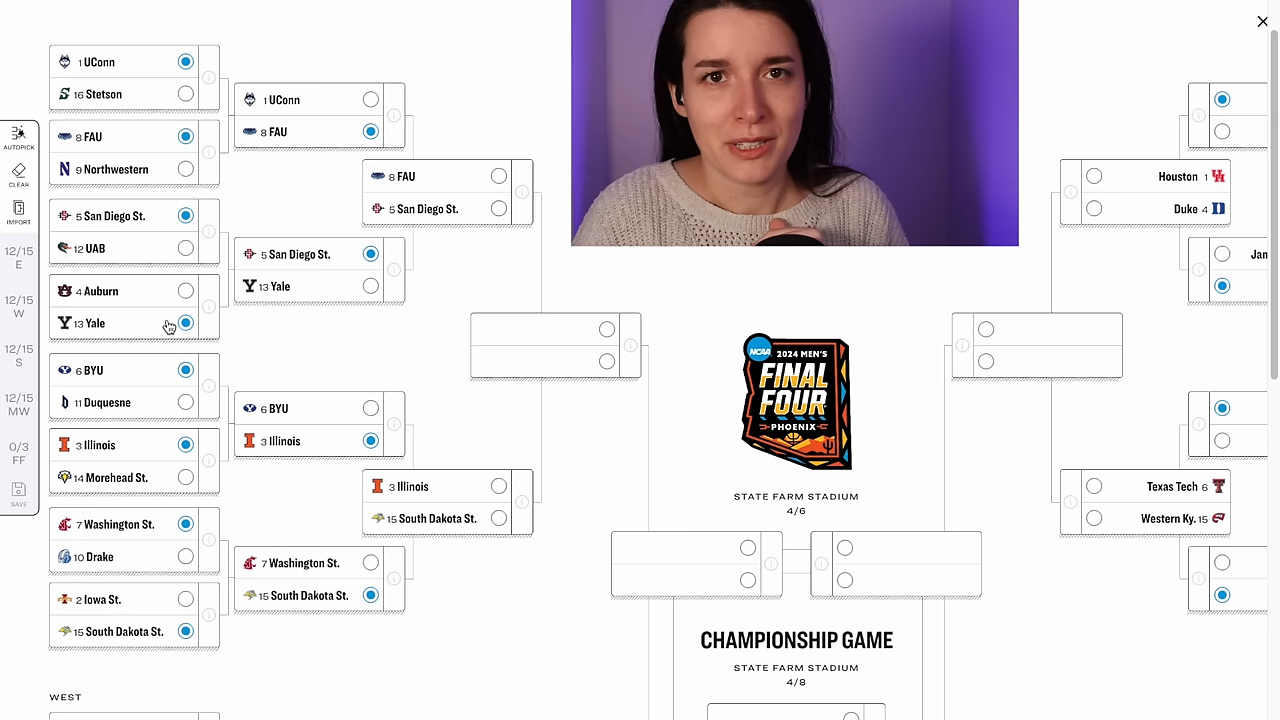 1 UConn
16 Stetson
8 FAU
9 Northwestern
5 San Diego St.
12 UAB
4 Auburn
13 Yale
6 BYU
11 Duquesne
3 Illinois
14 Morehead St.
7 Washington St.
10 Drake
2 Iowa St.
15 South Dakota St.
WEST
1 UConn
8 FAU
5 San Diego St.
13 Yale
6 BYU
3 Illinois
7 Washington St.
15 South Dakota St.
8 FAU
5 San Diego St.
3 Illinois
15 South Dakota St.
AUTOPICK
CLEAR
IMPORT
12/15
E
12/15
W
12/15
S
12/15
MW
0/3
FF
SAVE
NCAA
2024 MEN'S
FINAL
FOUR
PHOENIX
STATE FARM STADIUM
4/6
CHAMPIONSHIP GAME
STATE FARM STADIUM
4/8
Houston 1
Duke 4
Texas Tech 6
Western Ky. 15
Jan